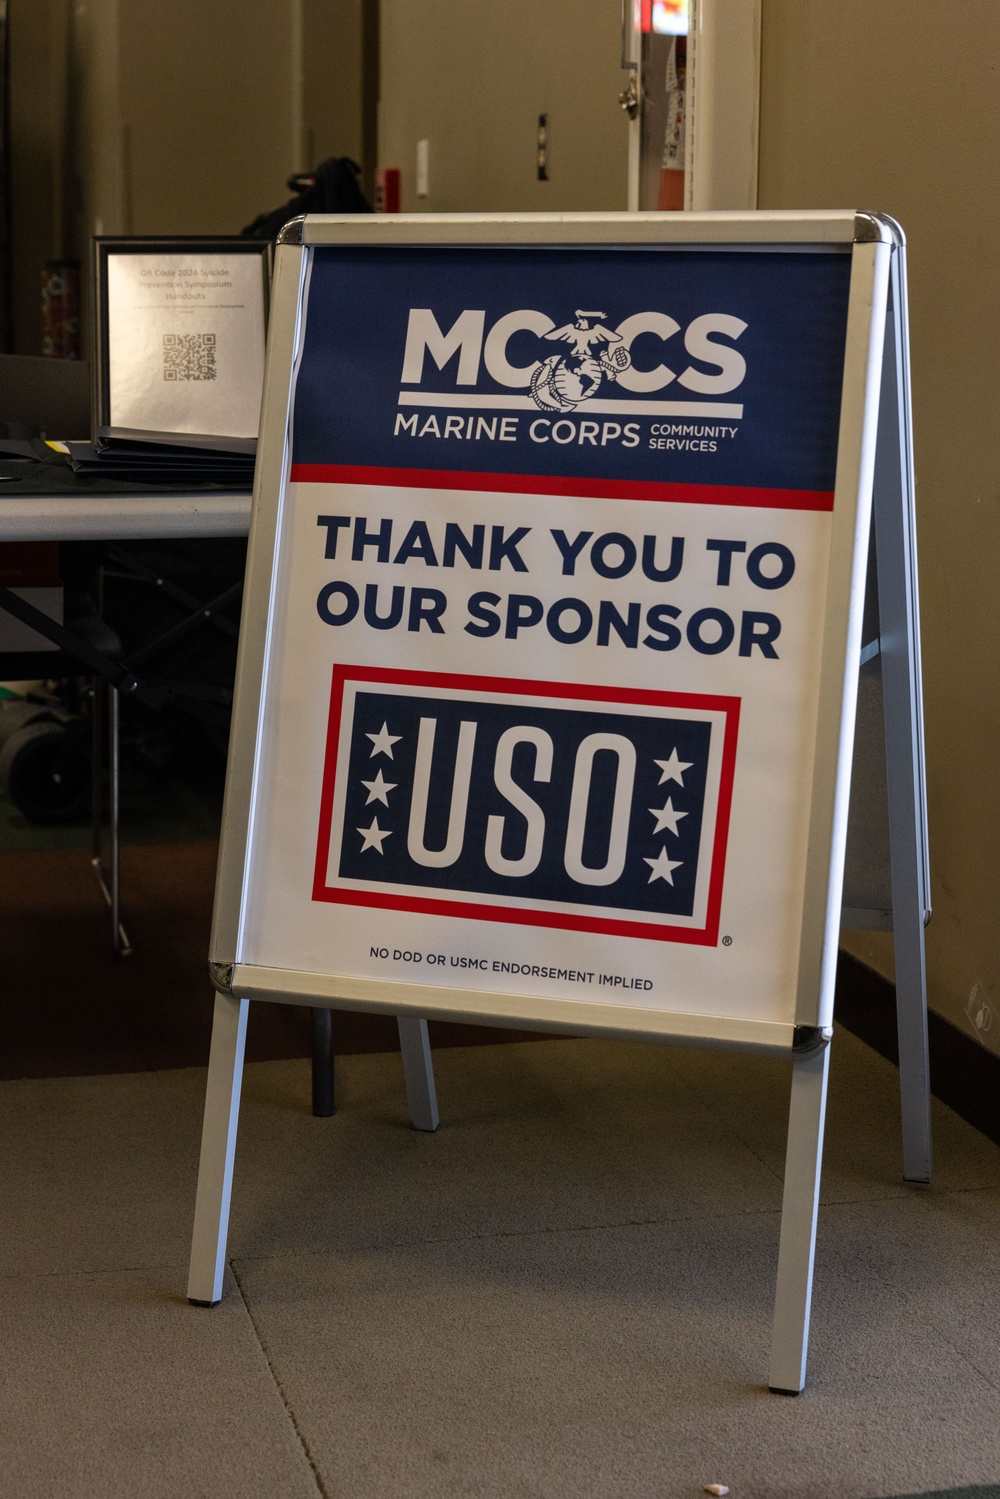 QR Code 2024 Suicide
Prevention Symposium
Handouts
MCCS
MARINE CORPS COMMUNITY
SERVICES
THANK YOU TO
OUR SPONSOR
USO
®
NO DOD OR USMC ENDORSEMENT IMPLIED